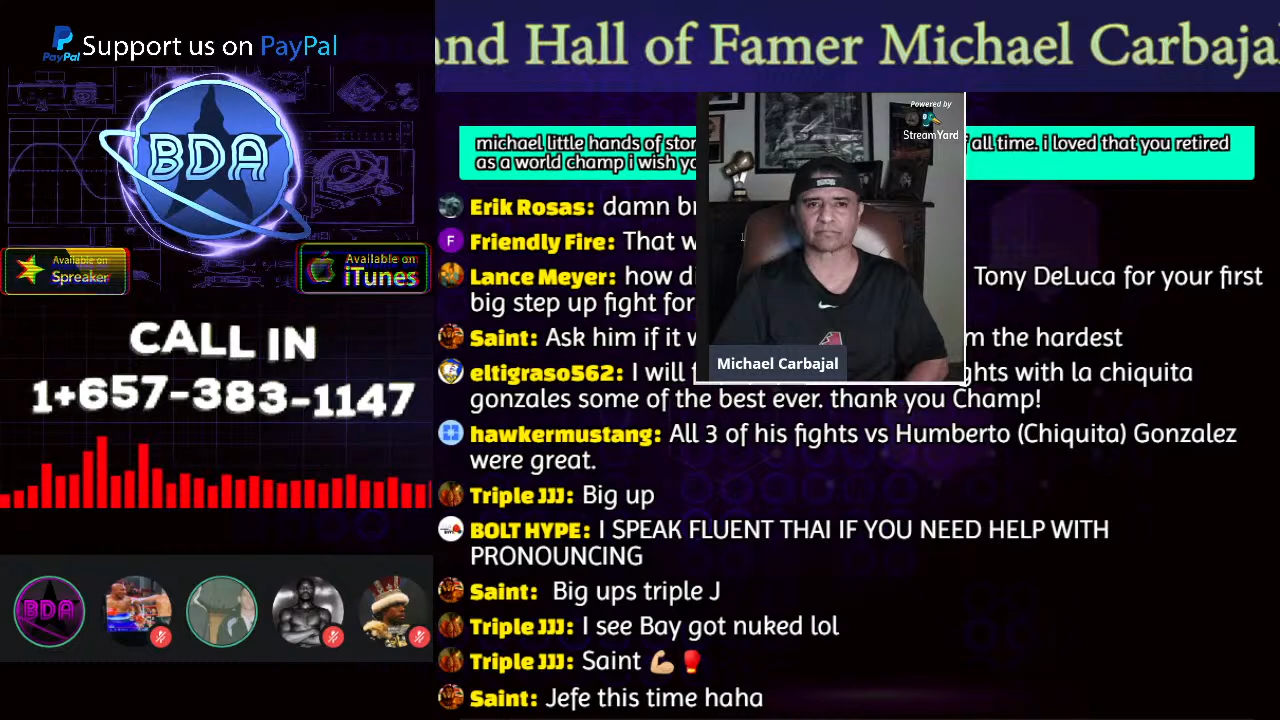 PayPal
Support us on PayPal
BDA
Available on
Spreaker
Available on
iTunes
CALL IN
1+657-383-1147
BDA
and Hall of Famer Michael Carbajal
Powered by
StreamYard
michael little hands of stor
f all time. i loved that you retired
as a world champ i wish yo
Erik Rosas: damn br
Friendly Fire: That w
Lance Meyer: how di
Tony DeLuca for your first
big step up fight for
Saint: Ask him if it w
m the hardest
Michael Carbajal
eltigraso562: I will f
ghts with la chiquita
gonzales some of the best ever. thank you Champ!
hawkermustang: All 3 of his fights vs Humberto (Chiquita) Gonzalez
were great.
Triple JJJ: Big up
BOLT HYPE: I SPEAK FLUENT THAI IF YOU NEED HELP WITH
PRONOUNCING
Saint: Big ups triple J
Triple JJJ: I see Bay got nuked lol
Triple JJJ: Saint 💪🏼🥊
Saint: Jefe this time haha